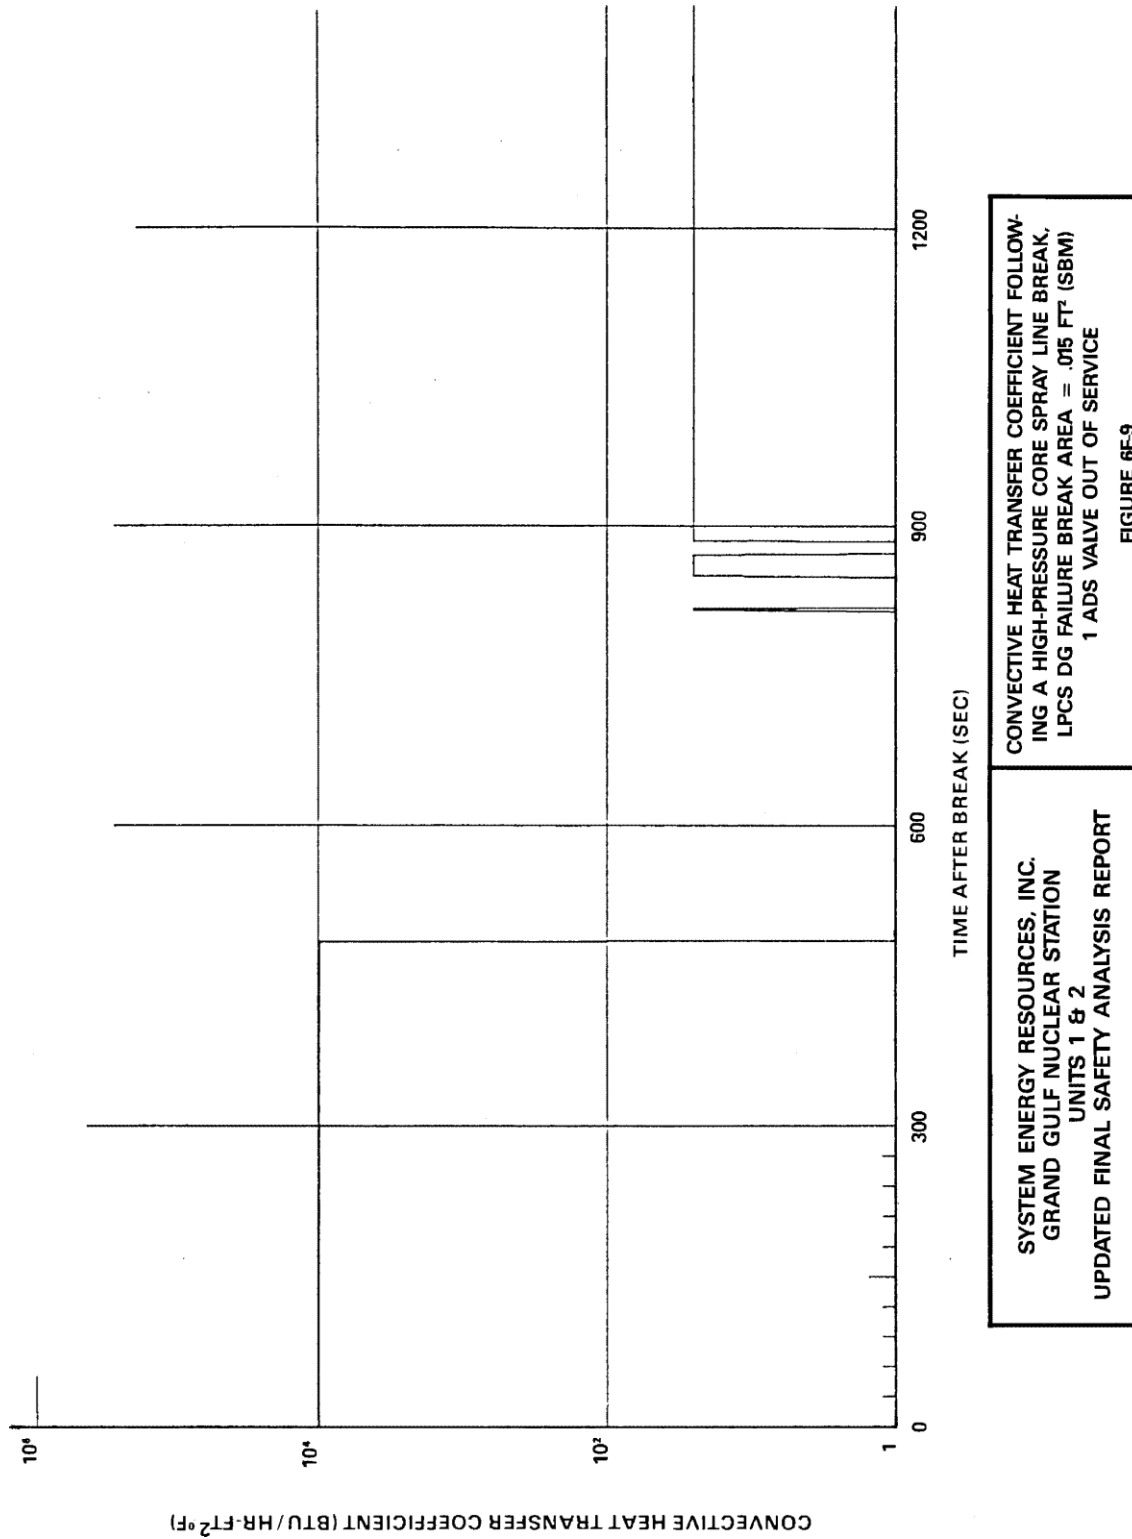 CONVECTIVE HEAT TRANSFER COEFFICIENT (BTU/HR-FT²°F)
10⁶
10⁴
10²
1
0
300
600
900
1200
TIME AFTER BREAK (SEC)
SYSTEM ENERGY RESOURCES, INC.
GRAND GULF NUCLEAR STATION
UNITS 1 & 2
UPDATED FINAL SAFETY ANALYSIS REPORT
CONVECTIVE HEAT TRANSFER COEFFICIENT FOLLOW-
ING A HIGH-PRESSURE CORE SPRAY LINE BREAK,
LPCS DG FAILURE BREAK AREA = .015 FT² (SBM)
1 ADS VALVE OUT OF SERVICE
FIGURE 6F-9